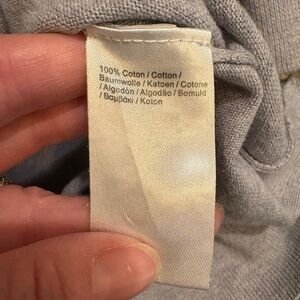 100% Coton / Cotton /
Baumwolle / Katoen / Cotone
/ Algodón / Algodão / Bomuld
/ Βαμβάκι / Koton